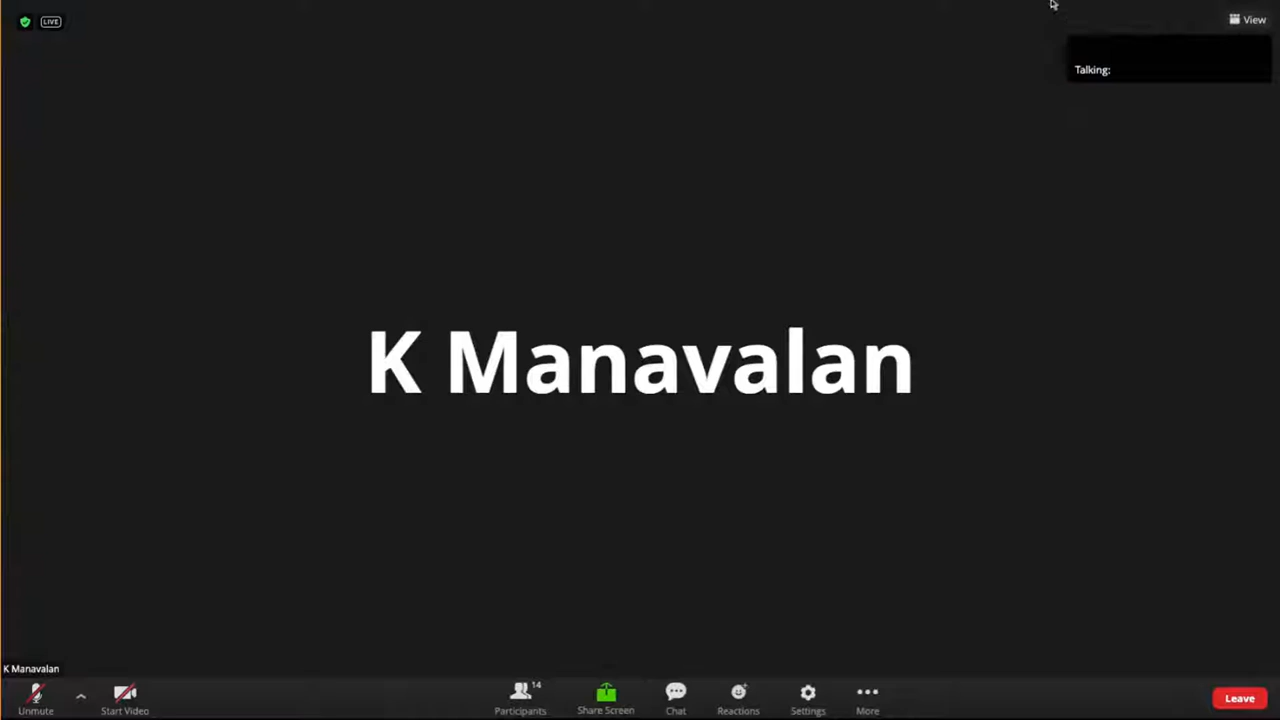 LIVE
View
Talking:
K Manavalan
K Manavalan
Unmute
Start Video
14
Participants
Share Screen
Chat
Reactions
Settings
More
Leave